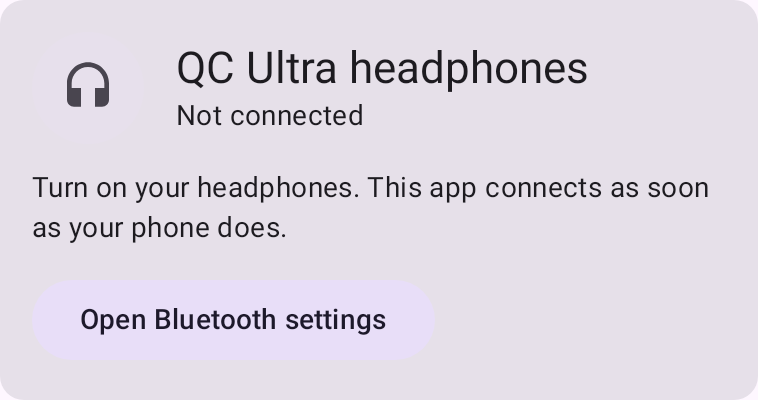 QC Ultra headphones
Not connected
Turn on your headphones. This app connects as soon
as your phone does.
Open Bluetooth settings